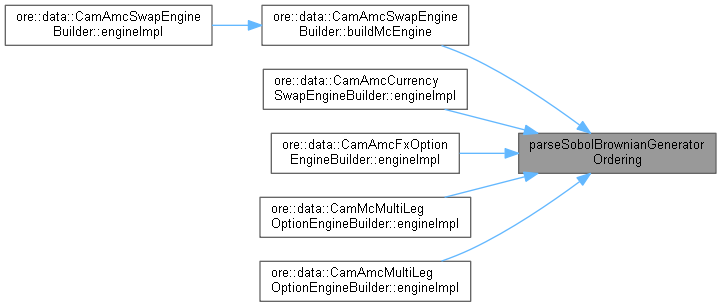 ore::data::CamAmcSwapEngine
Builder::engineImpl
ore::data::CamAmcSwapEngine
Builder::buildMcEngine
ore::data::CamAmcCurrency
SwapEngineBuilder::engineImpl
ore::data::CamAmcFxOption
EngineBuilder::engineImpl
ore::data::CamMcMultiLeg
OptionEngineBuilder::engineImpl
ore::data::CamAmcMultiLeg
OptionEngineBuilder::engineImpl
parseSobolBrownianGenerator
Ordering